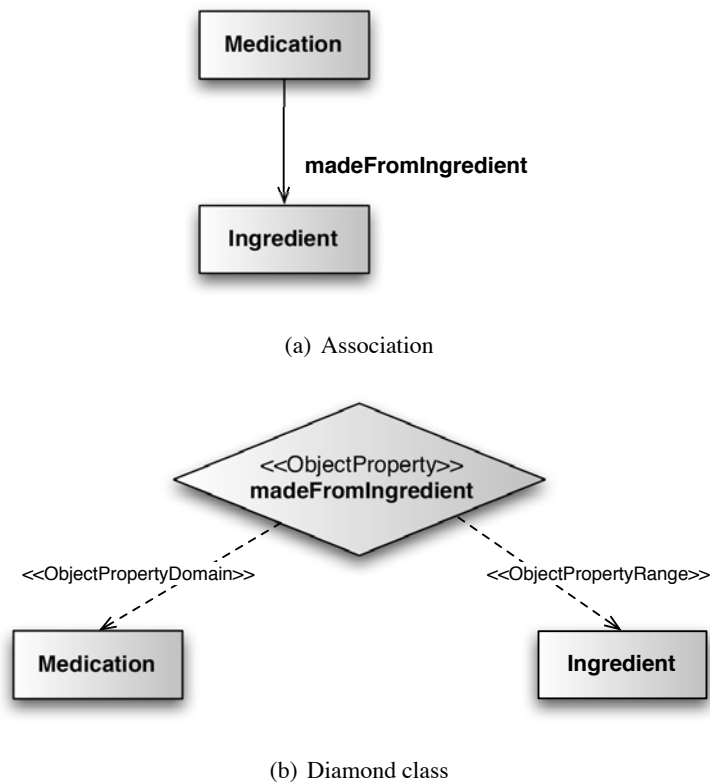 Medication
madeFromIngredient
Ingredient
(a) Association
<<ObjectProperty>>
madeFromIngredient
<<ObjectPropertyDomain>>
<<ObjectPropertyRange>>
Medication
Ingredient
(b) Diamond class